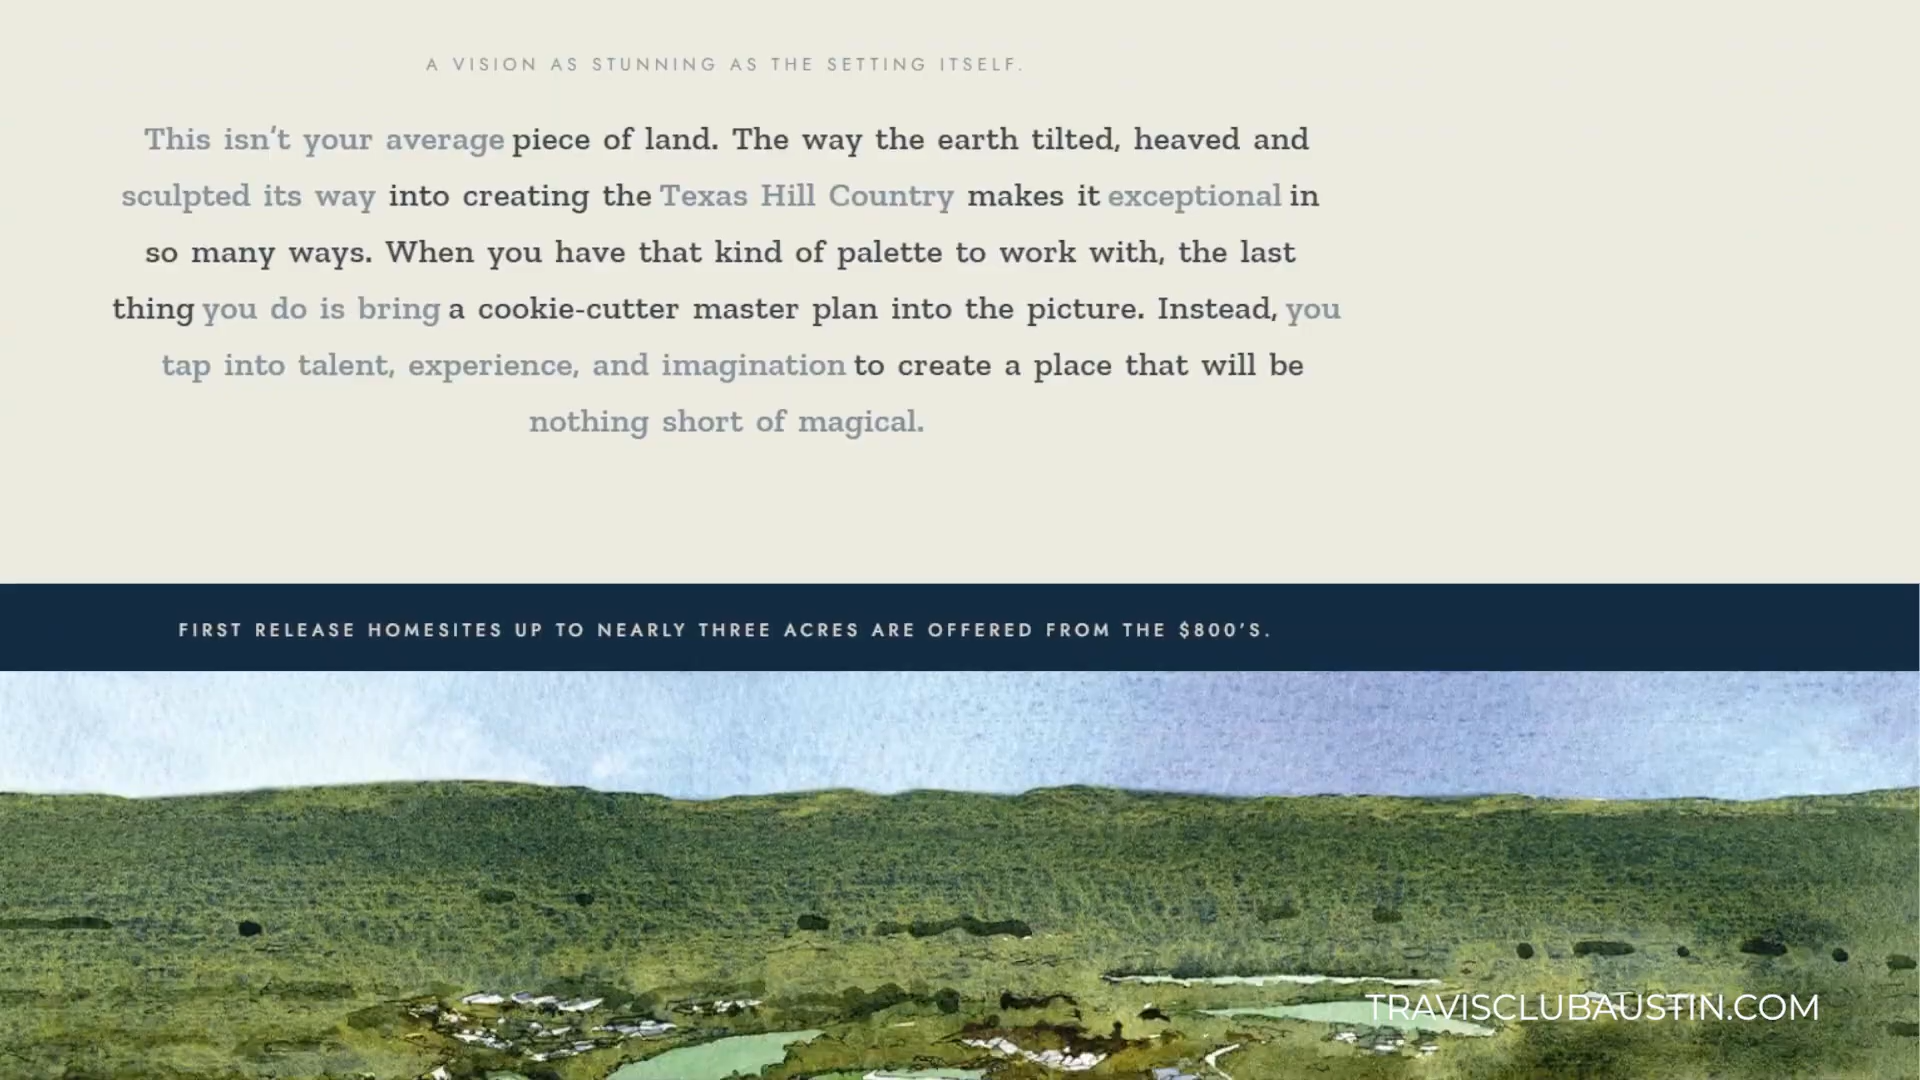 A VISION AS STUNNING AS THE SETTING ITSELF.
This isn’t your average piece of land. The way the earth tilted, heaved and
sculpted its way into creating the Texas Hill Country makes it exceptional in
so many ways. When you have that kind of palette to work with, the last
thing you do is bring a cookie-cutter master plan into the picture. Instead, you
tap into talent, experience, and imagination to create a place that will be
nothing short of magical.
FIRST RELEASE HOMESITES UP TO NEARLY THREE ACRES ARE OFFERED FROM THE $800’S.
TRAVISCLUBAUSTIN.COM